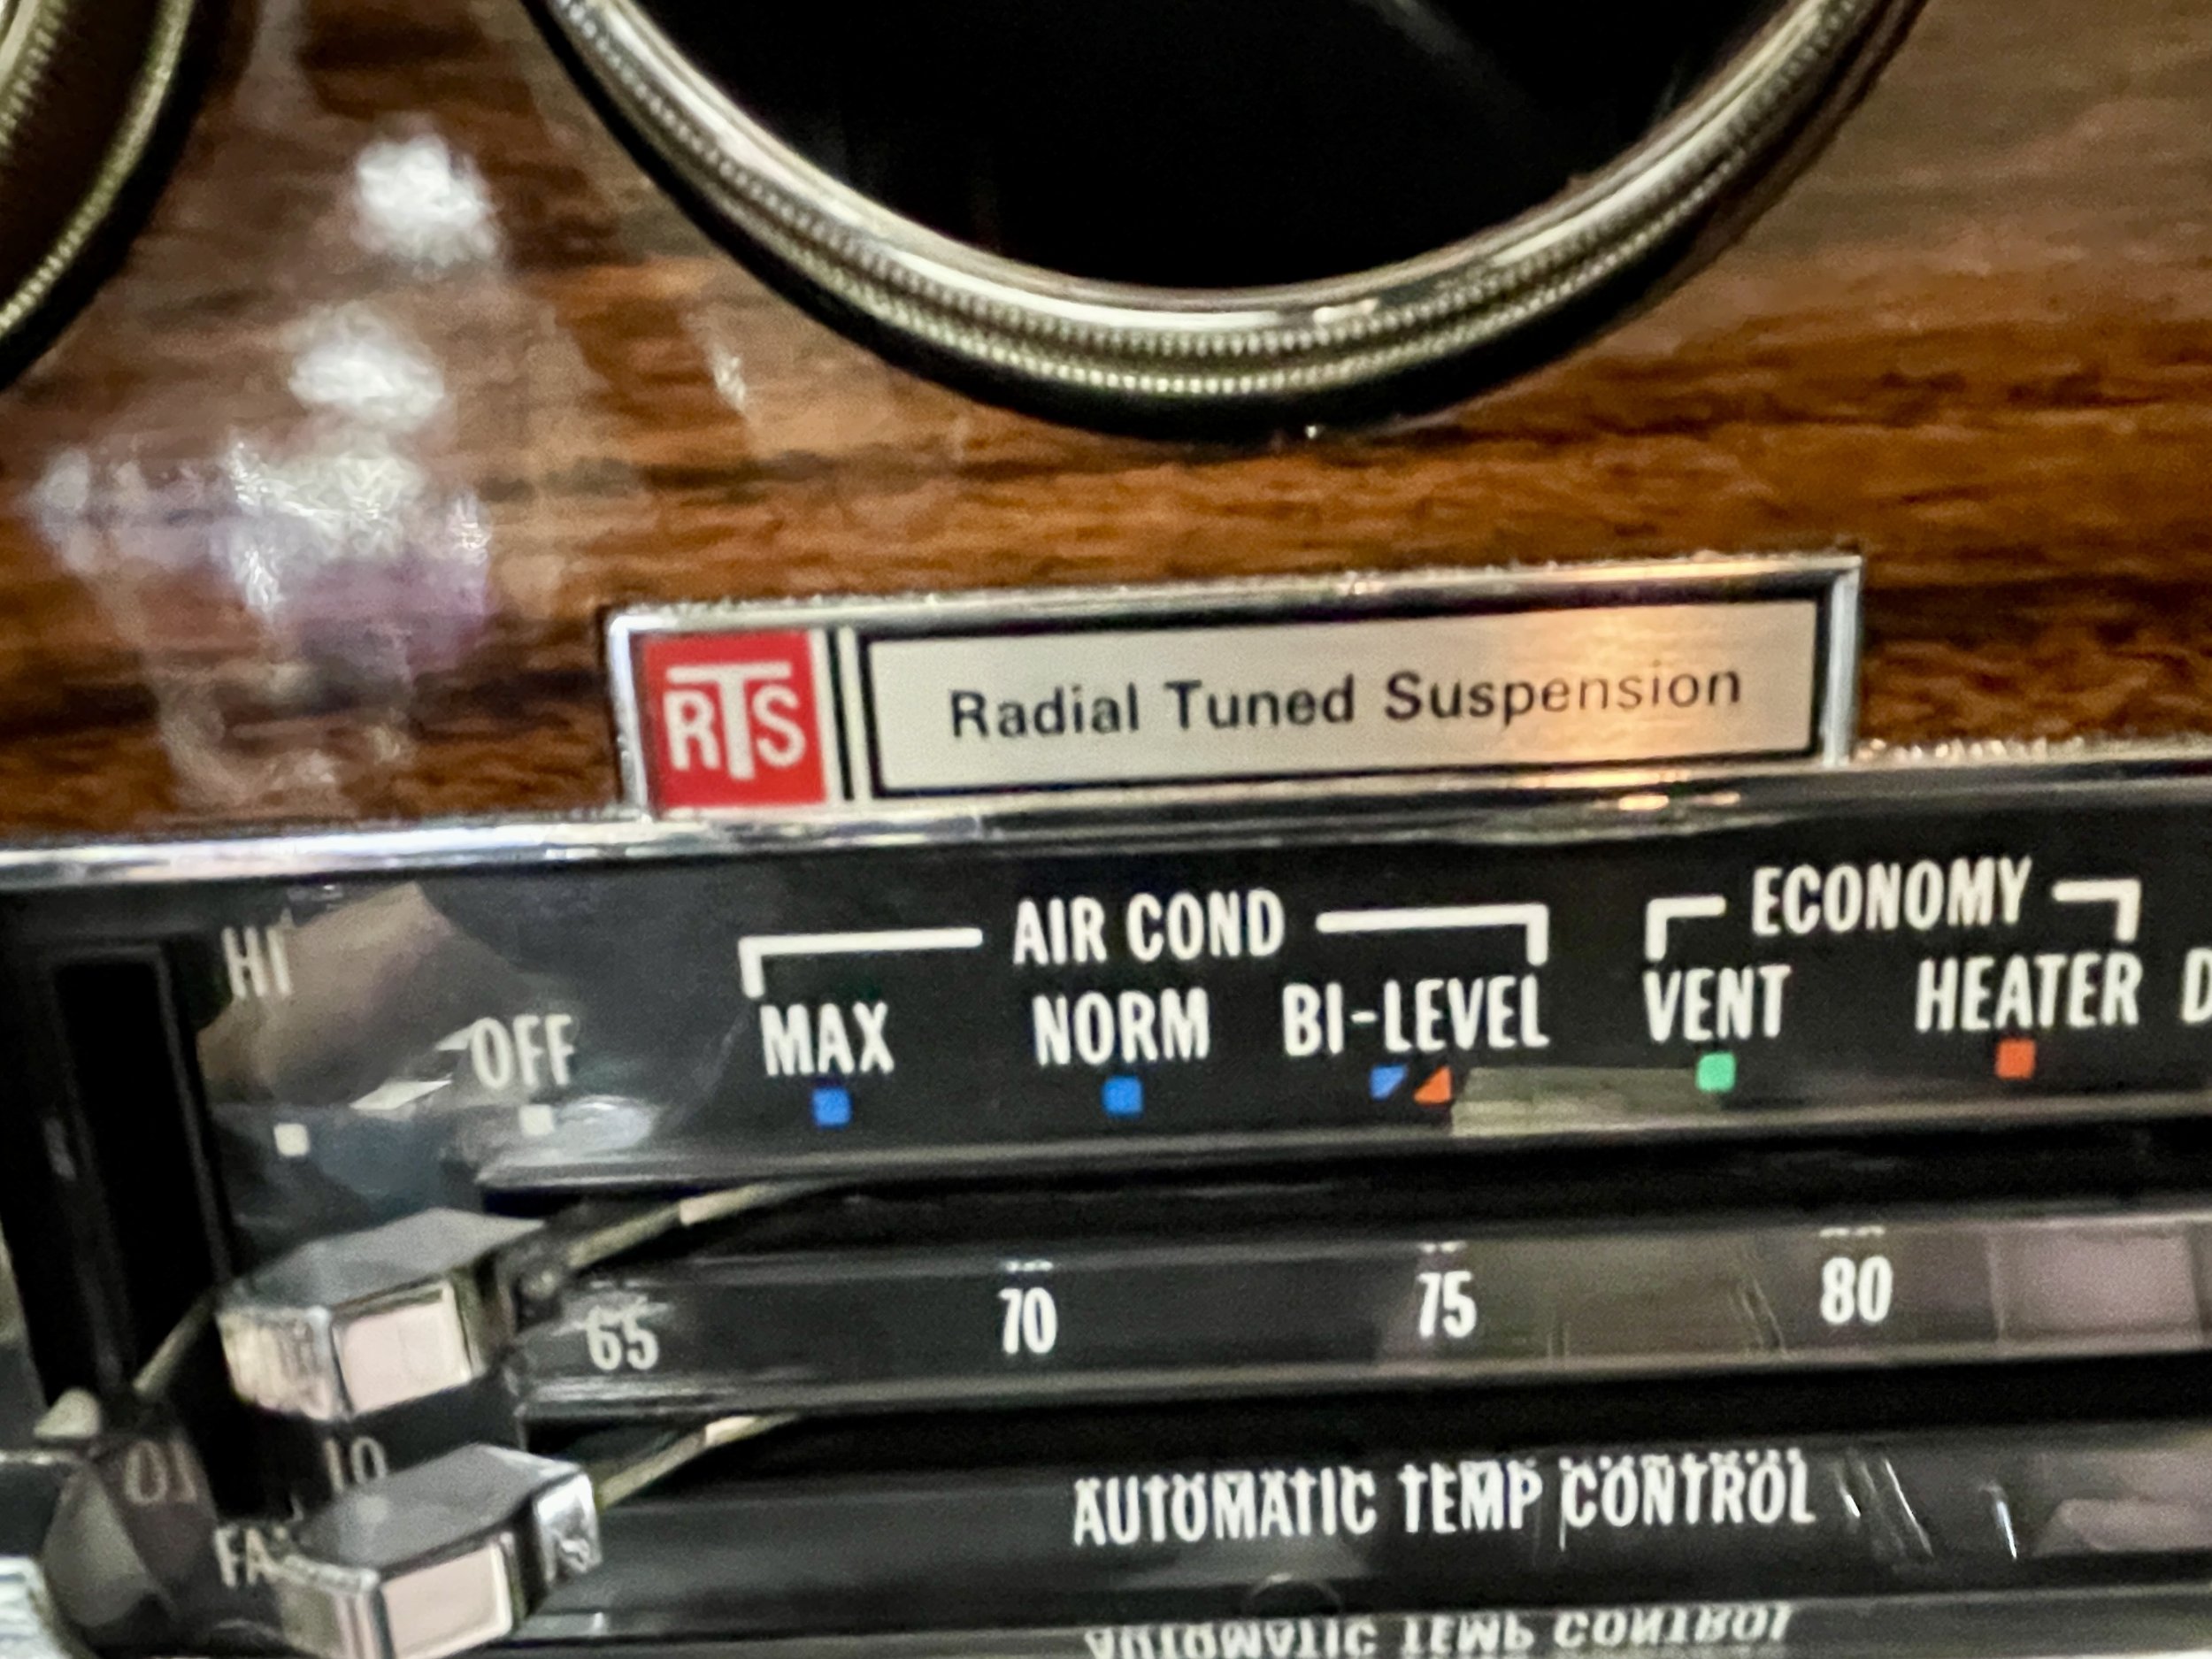 RTS Radial Tuned Suspension
AIR COND ECONOMY
HI OFF MAX NORM BI-LEVEL VENT HEATER
65 70 75 80
LO
AUTOMATIC TEMP CONTROL